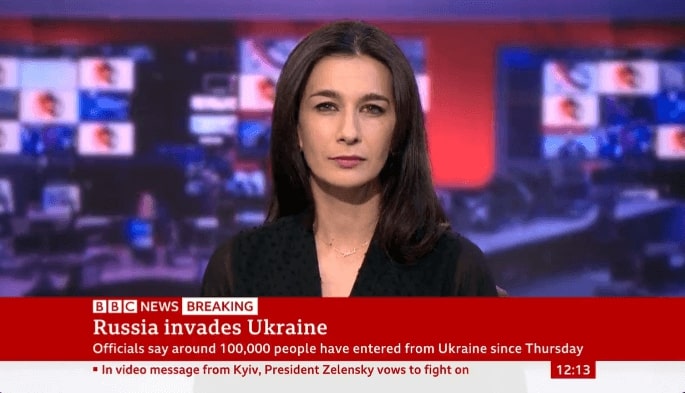 BBC NEWS BREAKING
Russia invades Ukraine
Officials say around 100,000 people have entered from Ukraine since Thursday
In video message from Kyiv, President Zelensky vows to fight on 12:13